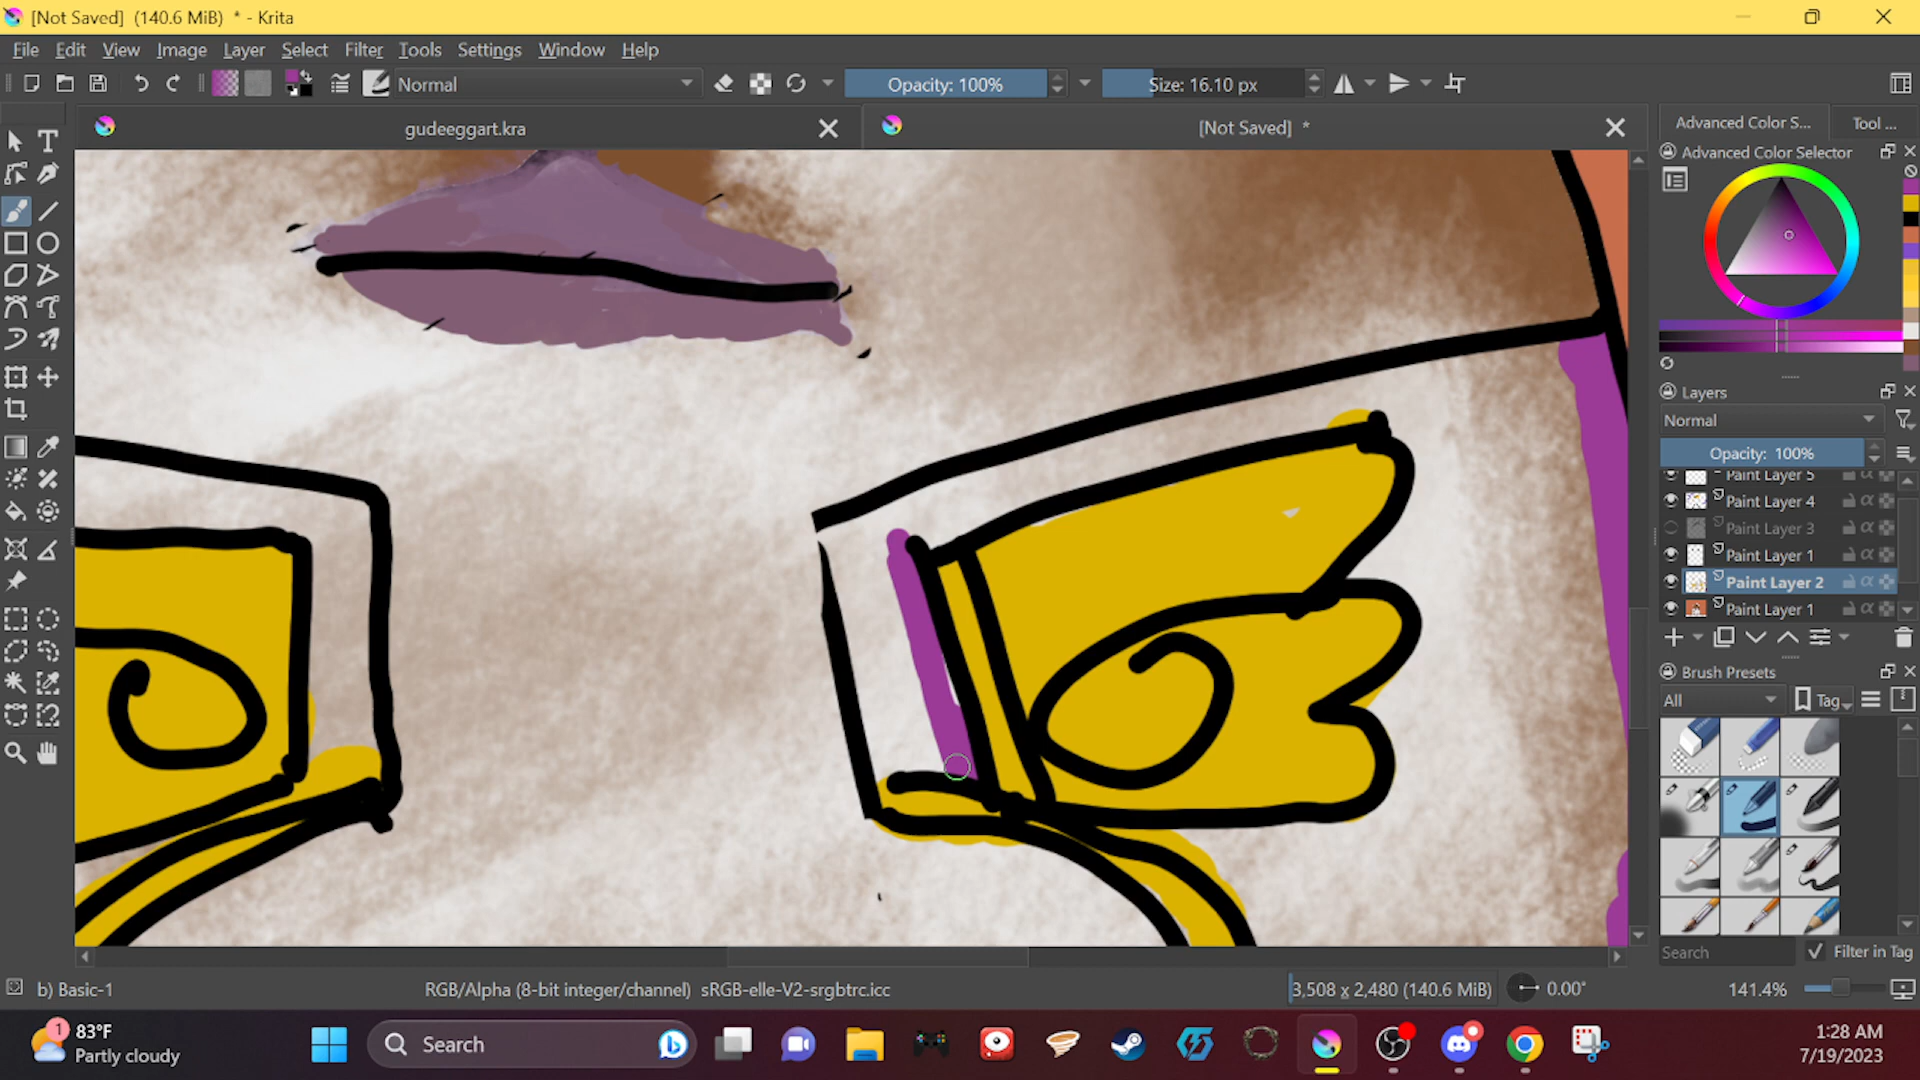 [Not Saved] (140.6 MiB) * - Krita
File Edit View Image Layer Select Filter Tools Settings Window Help
Normal
Opacity: 100%
Size: 16.10 px
gudeeggart.kra
[Not Saved] *
Advanced Color S...
Tool ...
Advanced Color Selector
Layers
Normal
Opacity: 100%
Paint Layer 5
Paint Layer 4
Paint Layer 3
Paint Layer 1
Paint Layer 2
Paint Layer 1
Brush Presets
All
Tag
Search
Filter in Tag
b) Basic-1
RGB/Alpha (8-bit integer/channel) sRGB-elle-V2-srgbtrc.icc
3,508 x 2,480 (140.6 MiB)
0.00°
141.4%
1
83°F
Partly cloudy
Search
1:28 AM
7/19/2023